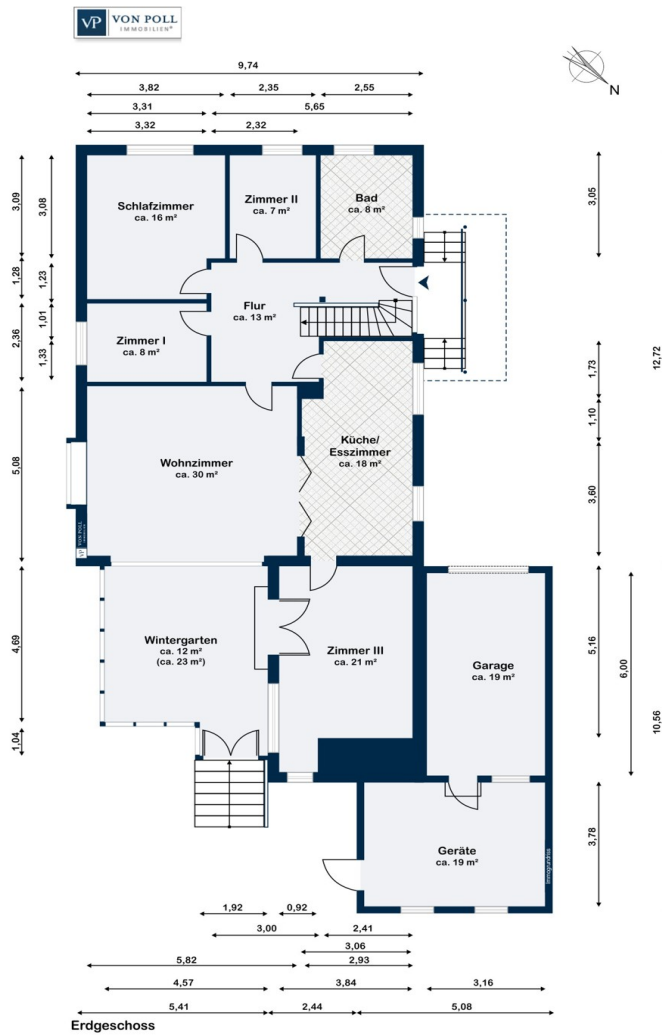 VP VON POLL
IMMOBILIEN®
N
9,74
3,82
2,35
2,55
3,31
5,65
3,32
2,32
3,09
3,08
1,28
1,23
2,36
1,01
1,33
5,08
4,69
1,04
3,05
1,73
1,10
3,60
12,72
5,16
6,00
10,56
3,78
Schlafzimmer
ca. 16 m²
Zimmer II
ca. 7 m²
Bad
ca. 8 m²
Flur
ca. 13 m²
Zimmer I
ca. 8 m²
Wohnzimmer
ca. 30 m²
Küche/
Esszimmer
ca. 18 m²
VP VON POLL
Wintergarten
ca. 12 m²
(ca. 23 m²)
Zimmer III
ca. 21 m²
Garage
ca. 19 m²
Geräte
ca. 19 m²
immogrundriss
1,92
0,92
3,00
2,41
3,06
5,82
2,93
4,57
3,84
3,16
5,41
2,44
5,08
Erdgeschoss